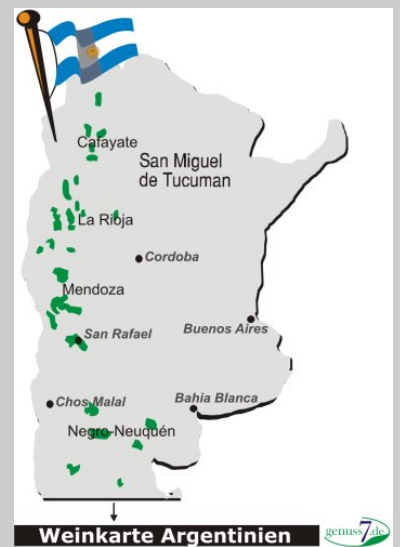 Cafayate
San Miguel
de Tucuman
La Rioja
Cordoba
Mendoza
San Rafael
Buenos Aires
Chos Malal
Bahia Blanca
Negro-Neuquén
Weinkarte Argentinien
genuss7.de